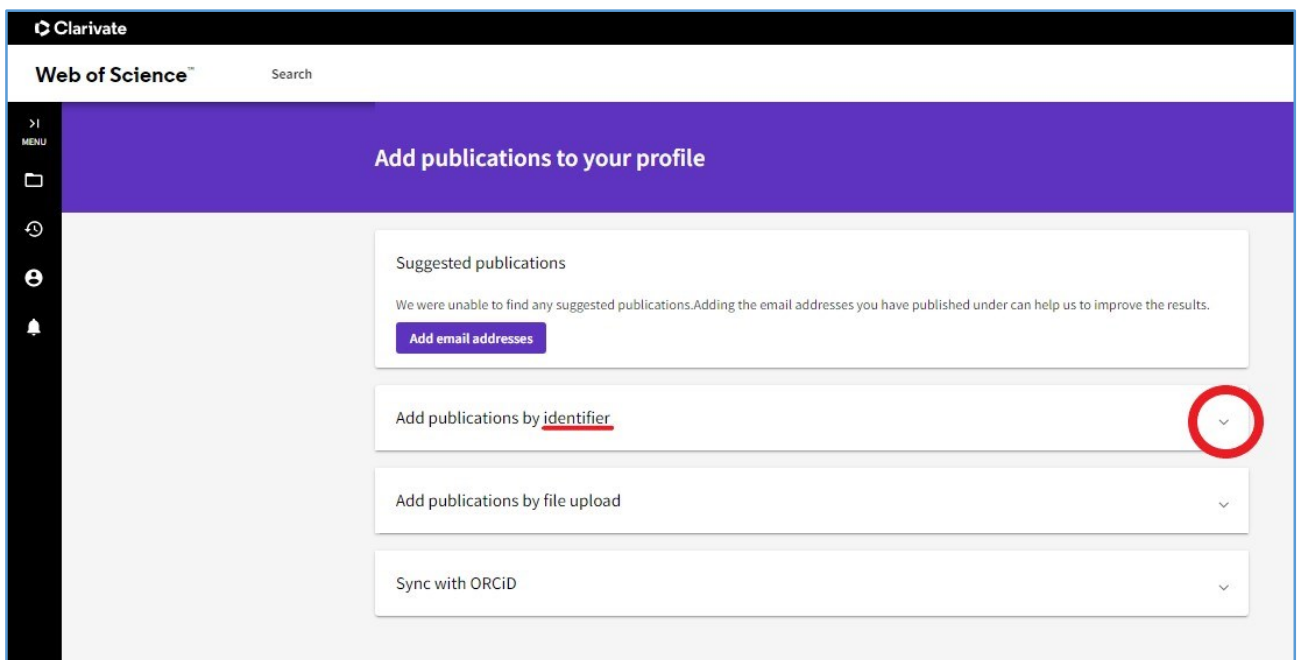 Clarivate
Web of Science™
Search
MENU
Add publications to your profile
Suggested publications
We were unable to find any suggested publications.Adding the email addresses you have published under can help us to improve the results.
Add email addresses
Add publications by identifier
Add publications by file upload
Sync with ORCiD